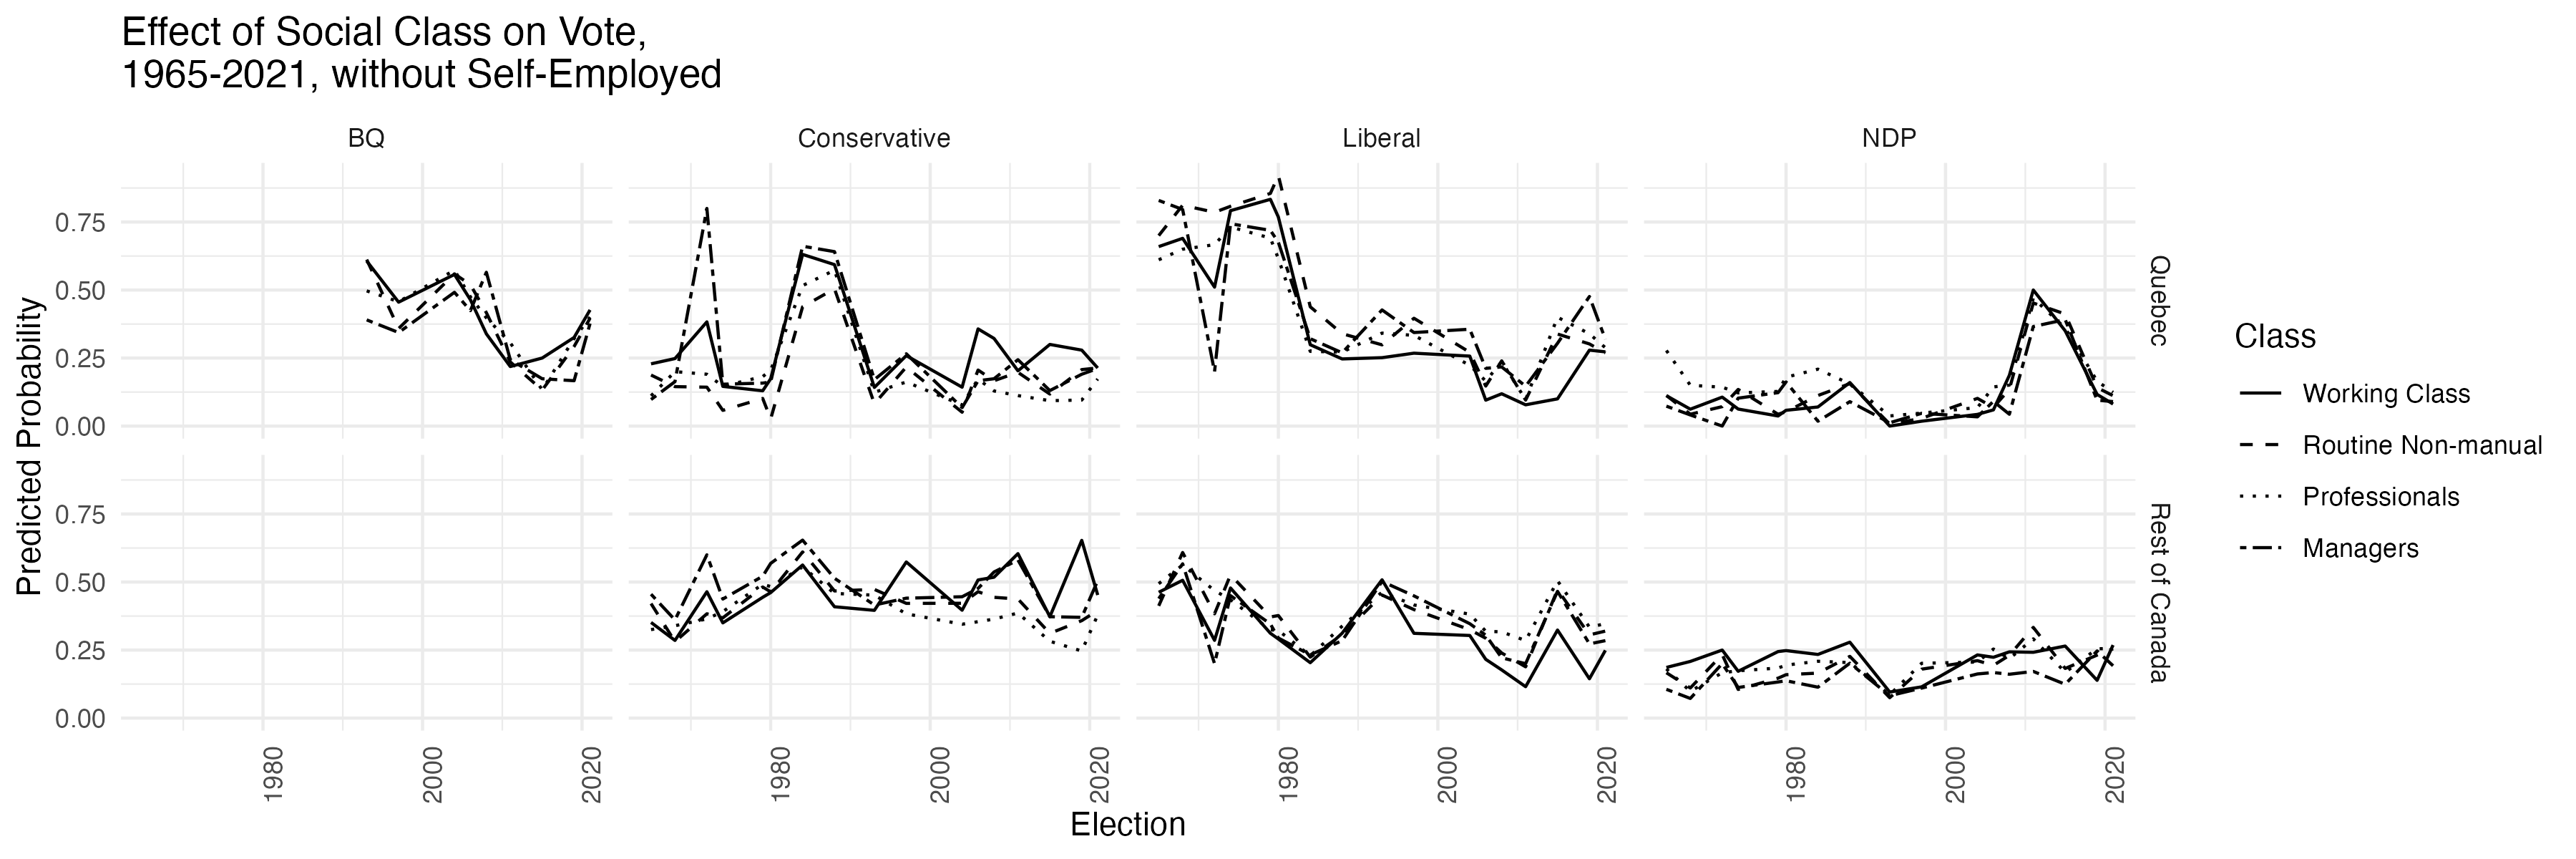 Effect of Social Class on Vote,
1965-2021, without Self-Employed
BQ
Conservative
Liberal
NDP
Predicted Probability
0.75
0.50
0.25
0.00
Quebec
0.75
0.50
0.25
0.00
Rest of Canada
1980
2000
2020
1980
2000
2020
1980
2000
2020
1980
2000
2020
Election
Class
Working Class
Routine Non-manual
Professionals
Managers